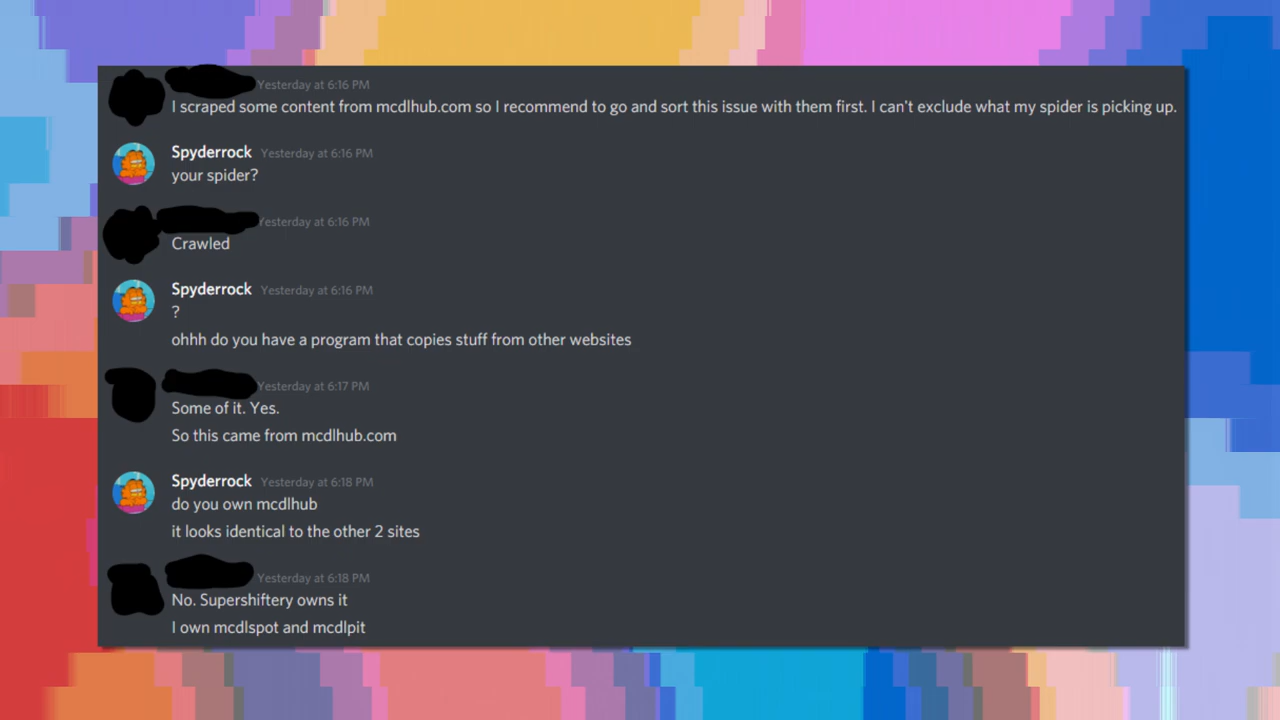 Yesterday at 6:16 PM
I scraped some content from mcdlhub.com so I recommend to go and sort this issue with them first. I can't exclude what my spider is picking up.
Spyderrock Yesterday at 6:16 PM
your spider?
Yesterday at 6:16 PM
Crawled
Spyderrock Yesterday at 6:16 PM
?
ohhh do you have a program that copies stuff from other websites
Yesterday at 6:17 PM
Some of it. Yes.
So this came from mcdlhub.com
Spyderrock Yesterday at 6:18 PM
do you own mcdlhub
it looks identical to the other 2 sites
Yesterday at 6:18 PM
No. Supershiftery owns it
I own mcdlspot and mcdlpit